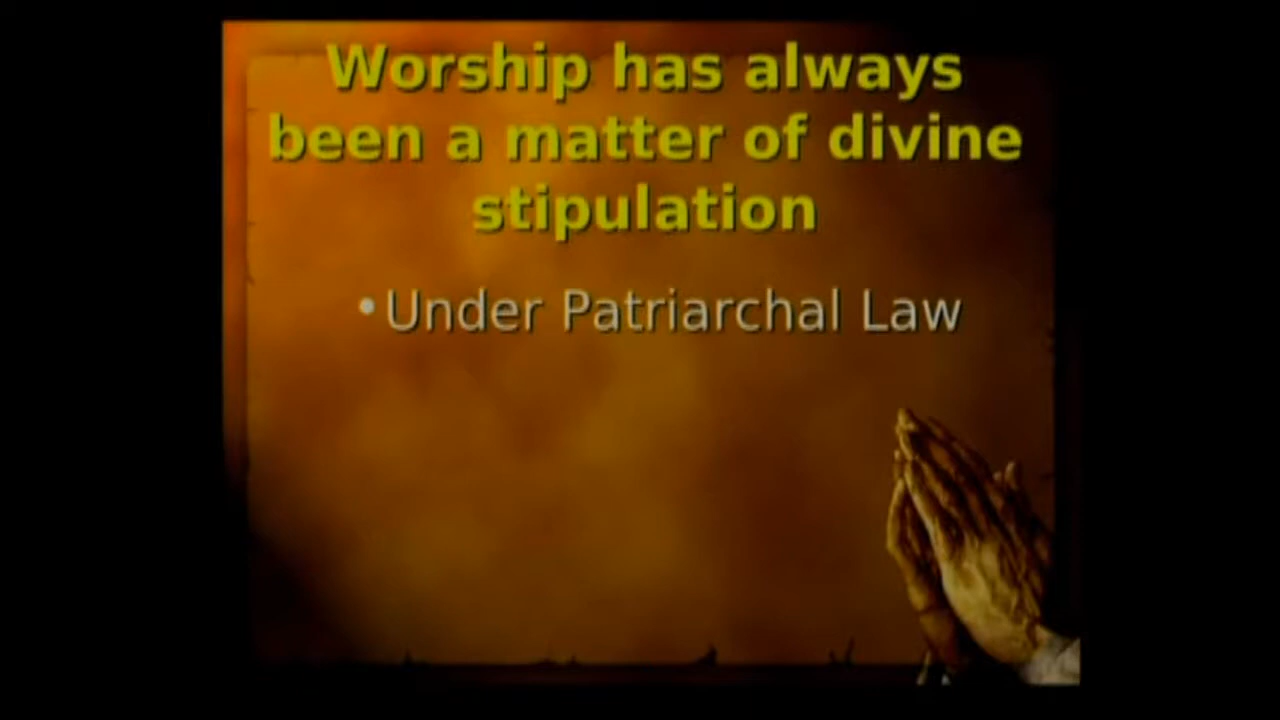 Worship has always
been a matter of divine
stipulation
• Under Patriarchal Law